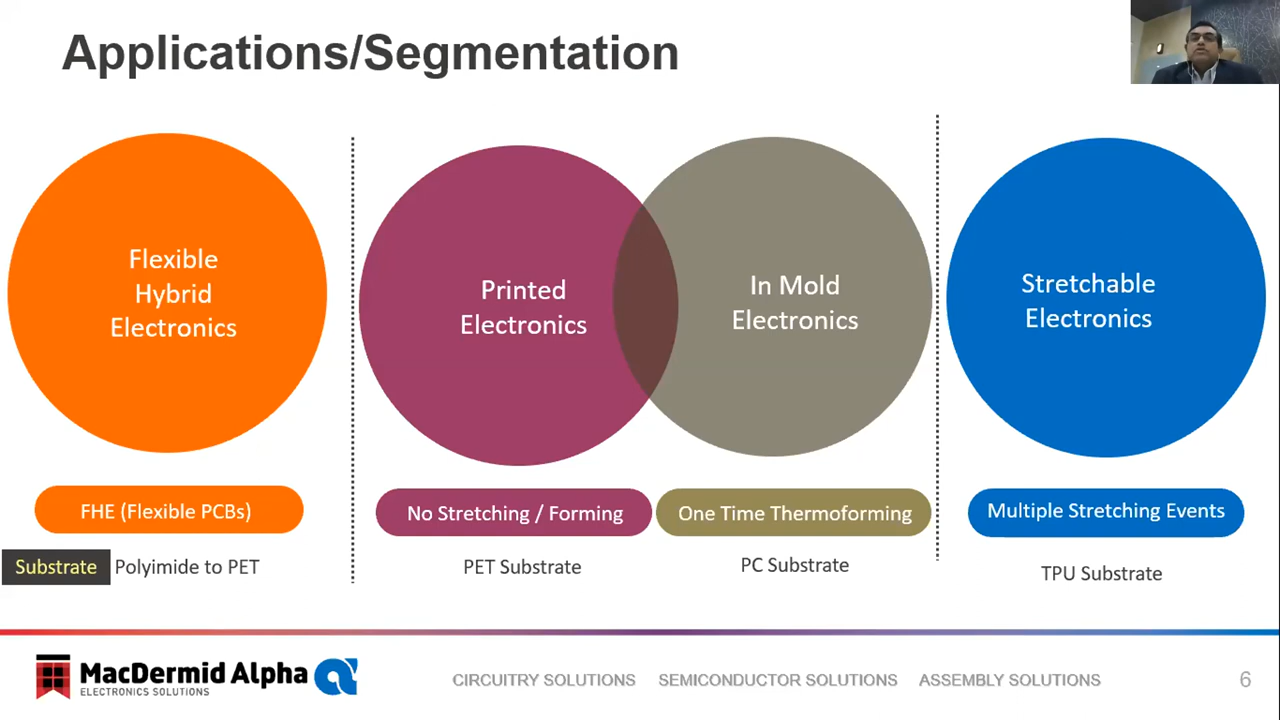 Applications/Segmentation
Flexible
Hybrid
Electronics
Printed
Electronics
In Mold
Electronics
Stretchable
Electronics
FHE (Flexible PCBs)
No Stretching / Forming
One Time Thermoforming
Multiple Stretching Events
Substrate
Polyimide to PET
PET Substrate
PC Substrate
TPU Substrate
MacDermid Alpha
ELECTRONICS SOLUTIONS
CIRCUITRY SOLUTIONS
SEMICONDUCTOR SOLUTIONS
ASSEMBLY SOLUTIONS
6